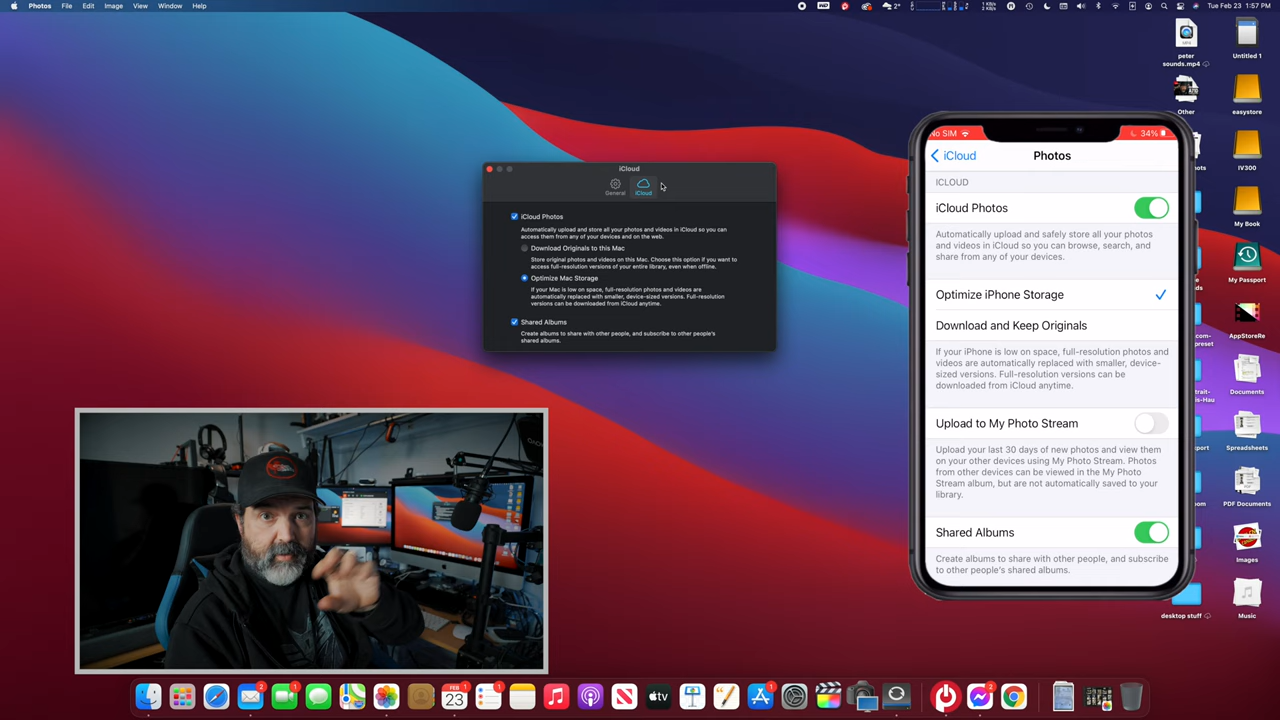 Photos File Edit Image View Window Help
2°
Tue Feb 23 1:57 PM
peter
sounds.mp4
Untitled 1
Other
easystore
IV300
My Book
My Passport
AppStoreRe
Documents
Spreadsheets
PDF Documents
Images
desktop stuff
Music
iCloud
General iCloud
iCloud Photos
Automatically upload and store all your photos and videos in iCloud so you can
access them from any of your devices and on the web.
Download Originals to this Mac
Store original photos and videos on this Mac. Choose this option if you want to
access full-resolution versions of your entire library, even when offline.
Optimize Mac Storage
If your Mac is low on space, full-resolution photos and videos are
automatically replaced with smaller, device-sized versions. Full-resolution
versions can be downloaded from iCloud anytime.
Shared Albums
Create albums to share with other people, and subscribe to other people's
shared albums.
No SIM 34%
iCloud Photos
ICLOUD
iCloud Photos
Automatically upload and safely store all your photos
and videos in iCloud so you can browse, search, and
share from any of your devices.
Optimize iPhone Storage
Download and Keep Originals
If your iPhone is low on space, full-resolution photos and
videos are automatically replaced with smaller, device-
sized versions. Full-resolution versions can be
downloaded from iCloud anytime.
Upload to My Photo Stream
Upload your last 30 days of new photos and view them
on your other devices using My Photo Stream. Photos
from other devices can be viewed in the My Photo
Stream album, but are not automatically saved to your
library.
Shared Albums
Create albums to share with other people, and subscribe
to other people's shared albums.
2 1 FEB 23 1 1 tv 1 2